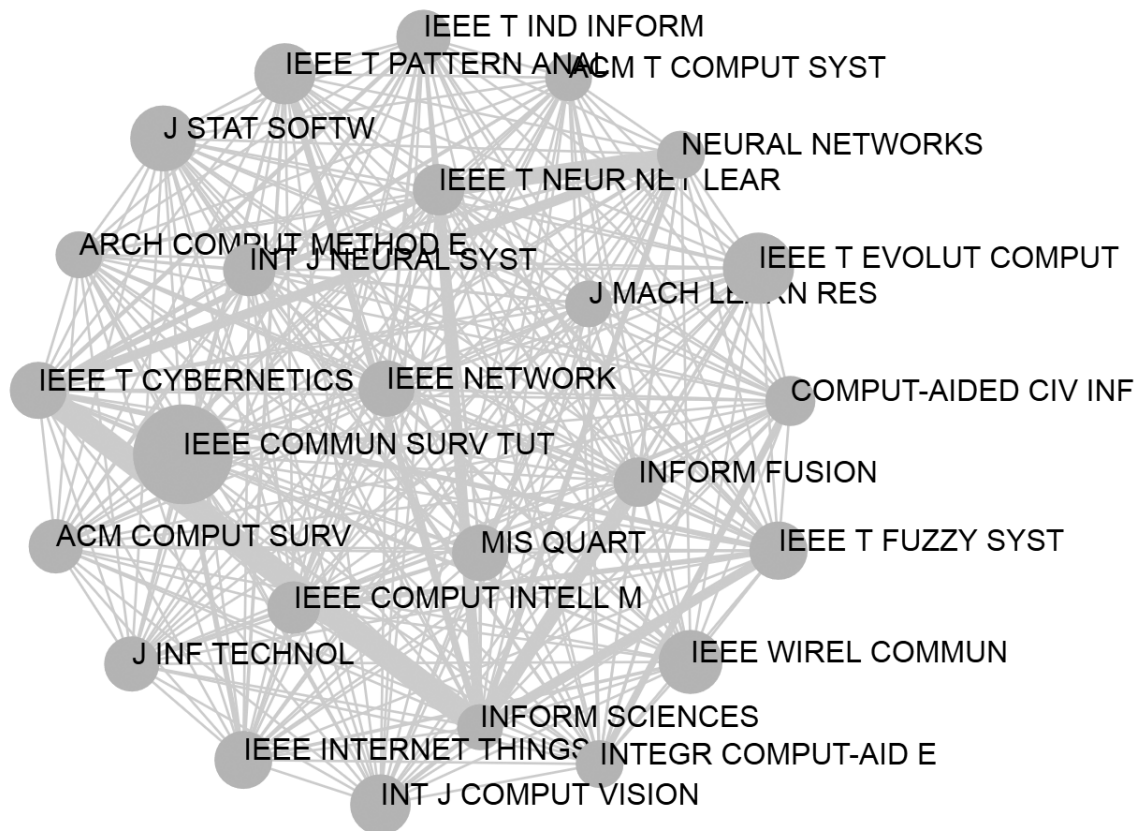 IEEE T IND INFORM
IEEE T PATTERN ANAL
ACM T COMPUT SYST
J STAT SOFTW
NEURAL NETWORKS
IEEE T NEUR NET LEAR
ARCH COMPUT METHOD E
INT J NEURAL SYST
IEEE T EVOLUT COMPUT
J MACH LEARN RES
IEEE T CYBERNETICS
IEEE NETWORK
COMPUT-AIDED CIV INF
IEEE COMMUN SURV TUT
INFORM FUSION
ACM COMPUT SURV
MIS QUART
IEEE T FUZZY SYST
IEEE COMPUT INTELL M
J INF TECHNOL
IEEE WIREL COMMUN
INFORM SCIENCES
IEEE INTERNET THINGS
INTEGR COMPUT-AID E
INT J COMPUT VISION